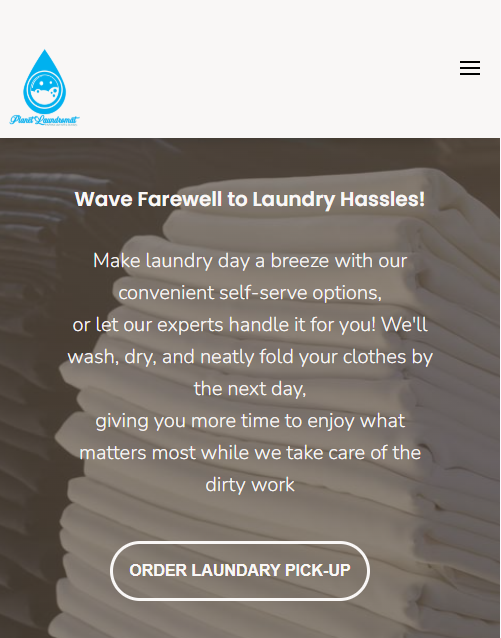 Planet Laundromat
Wave Farewell to Laundry Hassles!
Make laundry day a breeze with our
convenient self-serve options,
or let our experts handle it for you! We'll
wash, dry, and neatly fold your clothes by
the next day,
giving you more time to enjoy what
matters most while we take care of the
dirty work
ORDER LAUNDARY PICK-UP